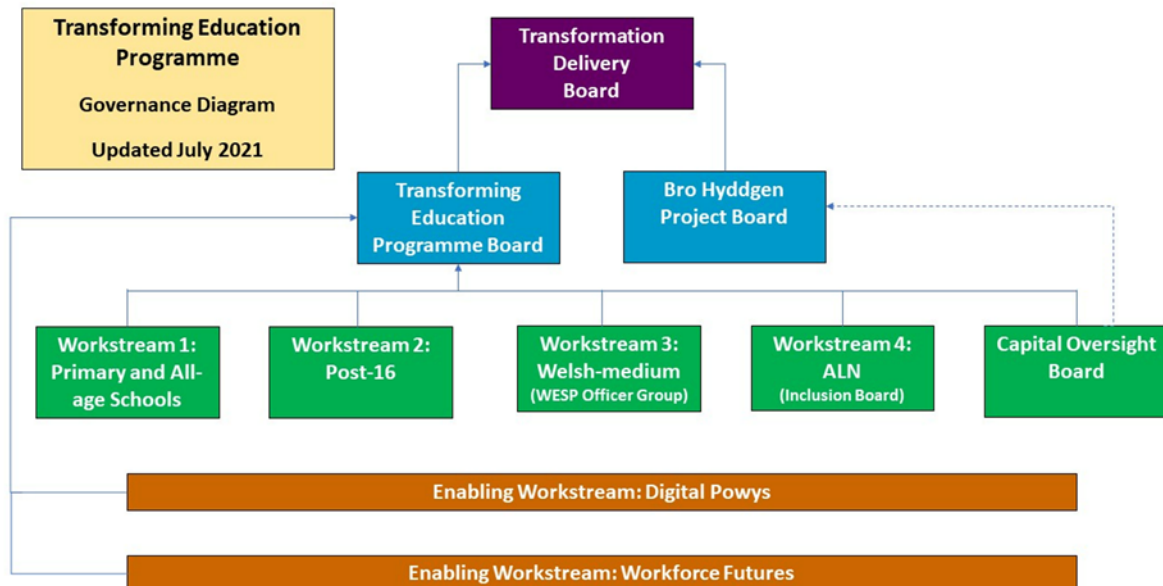 Transforming Education
Programme
Governance Diagram
Updated July 2021
Transformation
Delivery
Board
Transforming
Education
Programme Board
Bro Hyddgen
Project Board
Workstream 1:
Primary and All-
age Schools
Workstream 2:
Post-16
Workstream 3:
Welsh-medium
(WESP Officer Group)
Workstream 4:
ALN
(Inclusion Board)
Capital Oversight
Board
Enabling Workstream: Digital Powys
Enabling Workstream: Workforce Futures